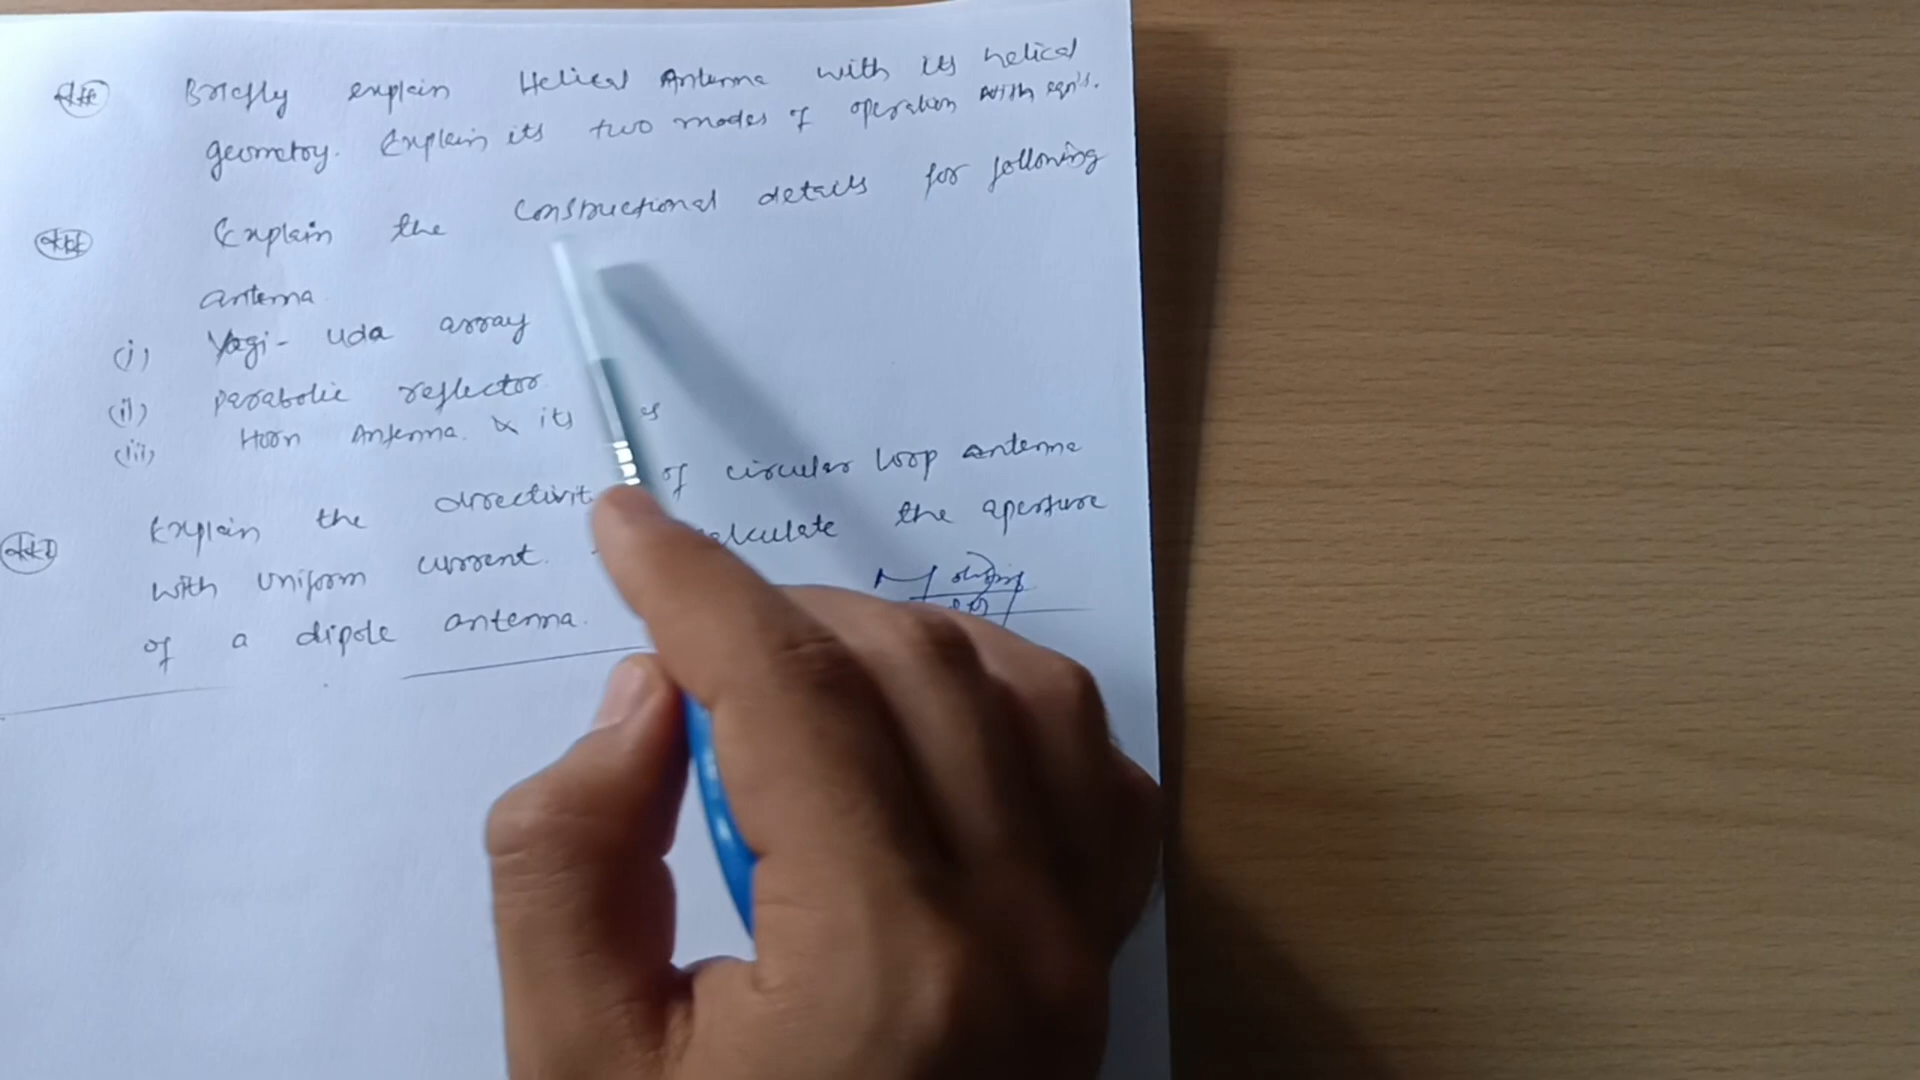 Briefly explain Helical Antenna with its helical
geometry. Explain its two modes of operation with eqn's.
Explain the constructional details for following
antenna
(i) Yagi- Uda array
(ii) parabolic reflector
(iii) Horn Antenna. & its
Explain the of circular loop antenna
with uniform current. the aperture
of a dipole antenna.